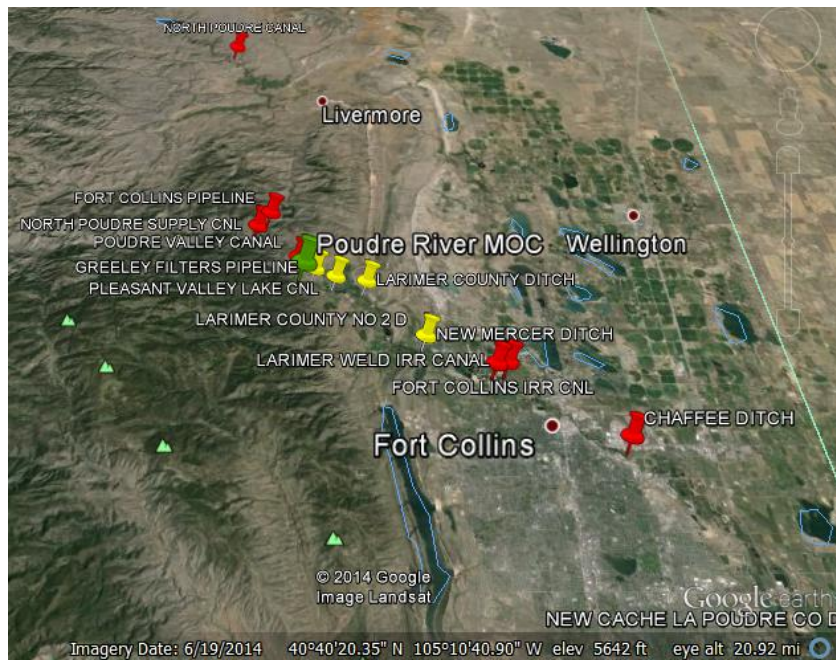 NORTH POUDRE CANAL
Livermore
FORT COLLINS PIPELINE
NORTH POUDRE SUPPLY CNL
POUDRE VALLEY CANAL
Poudre River MOC
Wellington
GREELEY FILTERS PIPELINE
LARIMER COUNTY DITCH
PLEASANT VALLEY LAKE CNL
LARIMER COUNTY NO 2 D
NEW MERCER DITCH
LARIMER WELD IRR CANAL
FORT COLLINS IRR CNL
CHAFFEE DITCH
Fort Collins
© 2014 Google
Image Landsat
Google earth
NEW CACHE LA POUDRE CO D
Imagery Date: 6/19/2014 40°40'20.35" N 105°10'40.90" W elev 5642 ft eye alt 20.92 mi